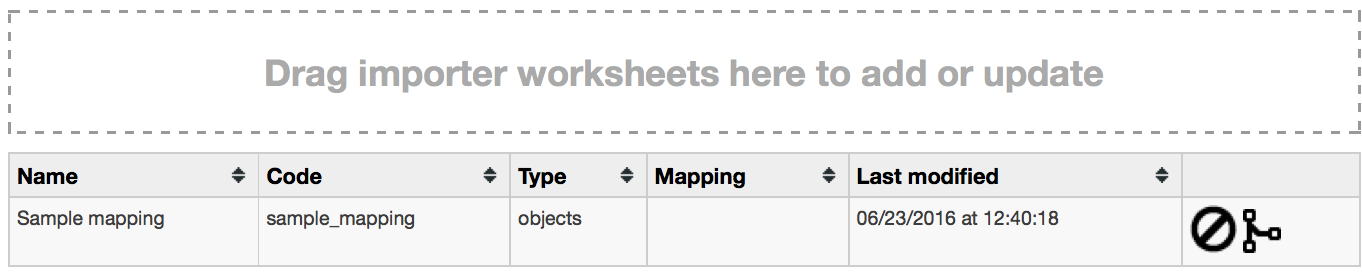 Drag importer worksheets here to add or update
Name Code Type Mapping Last modified
Sample mapping sample_mapping objects 06/23/2016 at 12:40:18